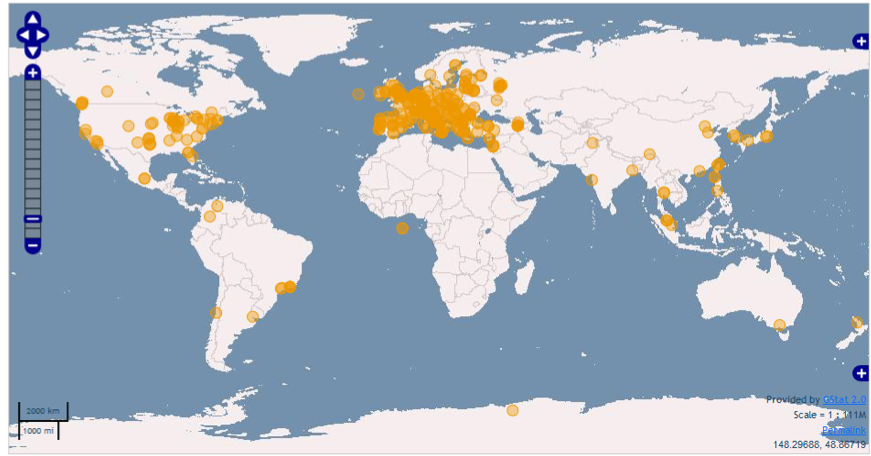 2000 km
1000 mi
Provided by GStat 2.0
Scale = 1 : 111M
Permalink
148.29688, 48.86719